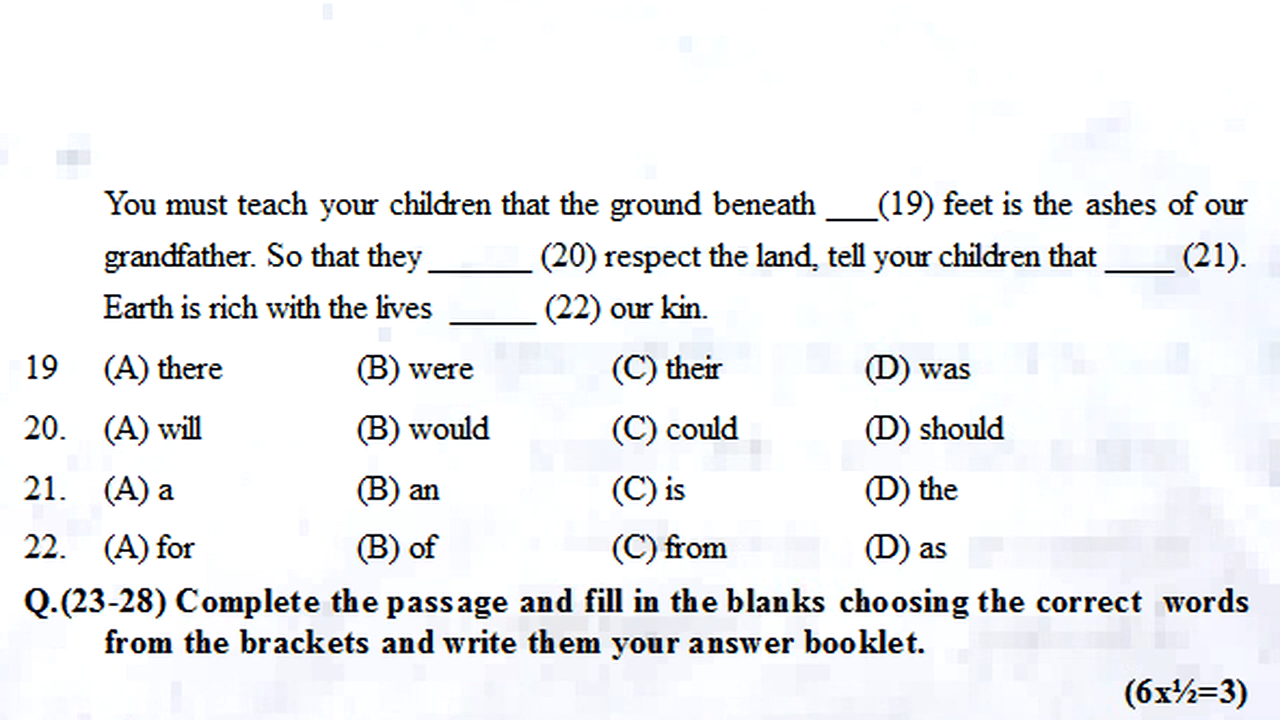 You must teach your children that the ground beneath ___(19) feet is the ashes of our
grandfather. So that they ______ (20) respect the land, tell your children that ____ (21).
Earth is rich with the lives _____ (22) our kin.
19 (A) there (B) were (C) their (D) was
20. (A) will (B) would (C) could (D) should
21. (A) a (B) an (C) is (D) the
22. (A) for (B) of (C) from (D) as
Q.(23-28) Complete the passage and fill in the blanks choosing the correct words
from the brackets and write them your answer booklet.
(6x½=3)